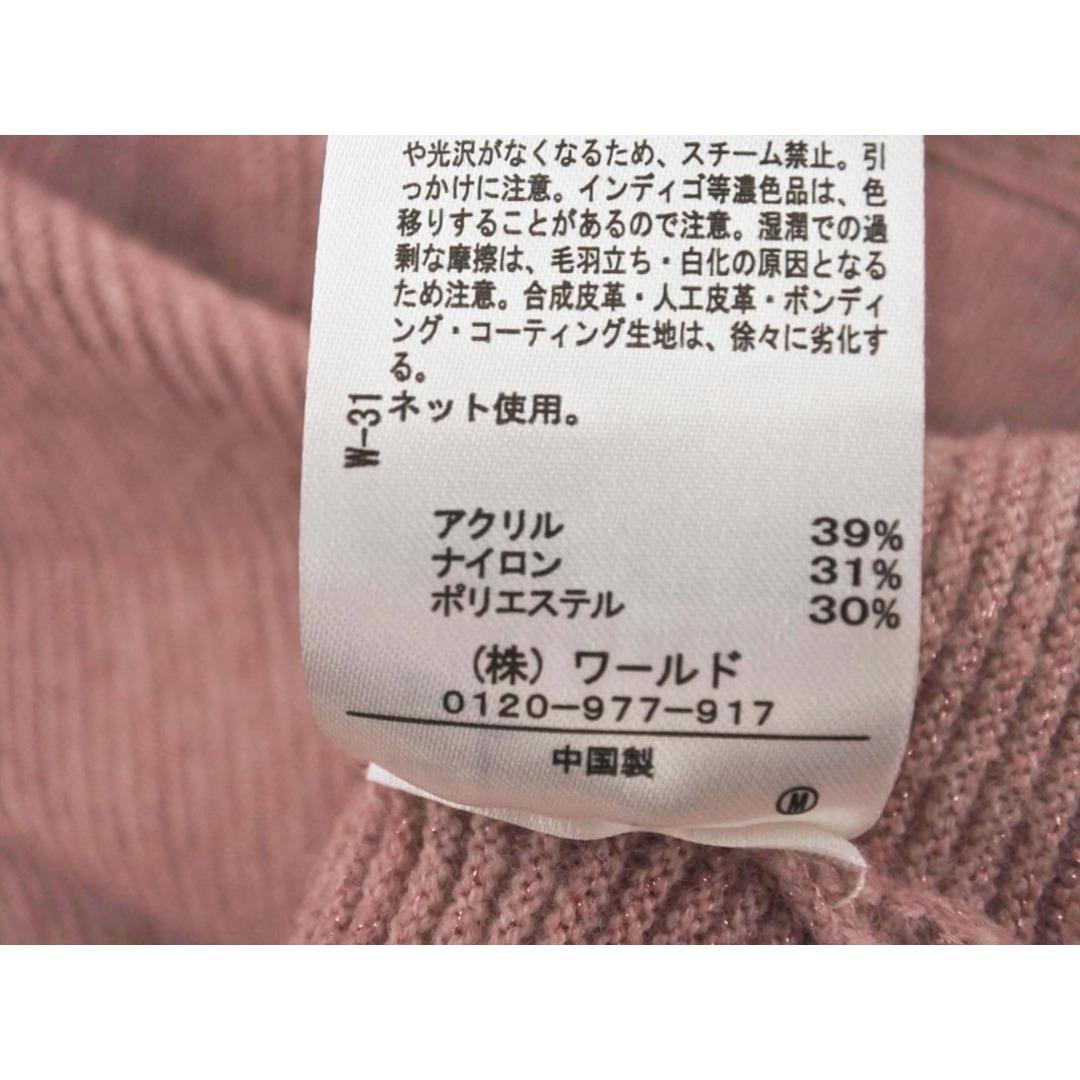 や光沢がなくなるため、スチーム禁止。引
っかけに注意。インディゴ等濃色品は、色
移りすることがあるので注意。湿潤での過
剰な摩擦は、毛羽立ち・白化の原因となる
ため注意。合成皮革・人工皮革・ボンディ
ング・コーティング生地は、徐々に劣化す
る。
ネット使用。
W-31
アクリル 39%
ナイロン 31%
ポリエステル 30%
(株) ワールド
0120-977-917
中国製
Ⓜ